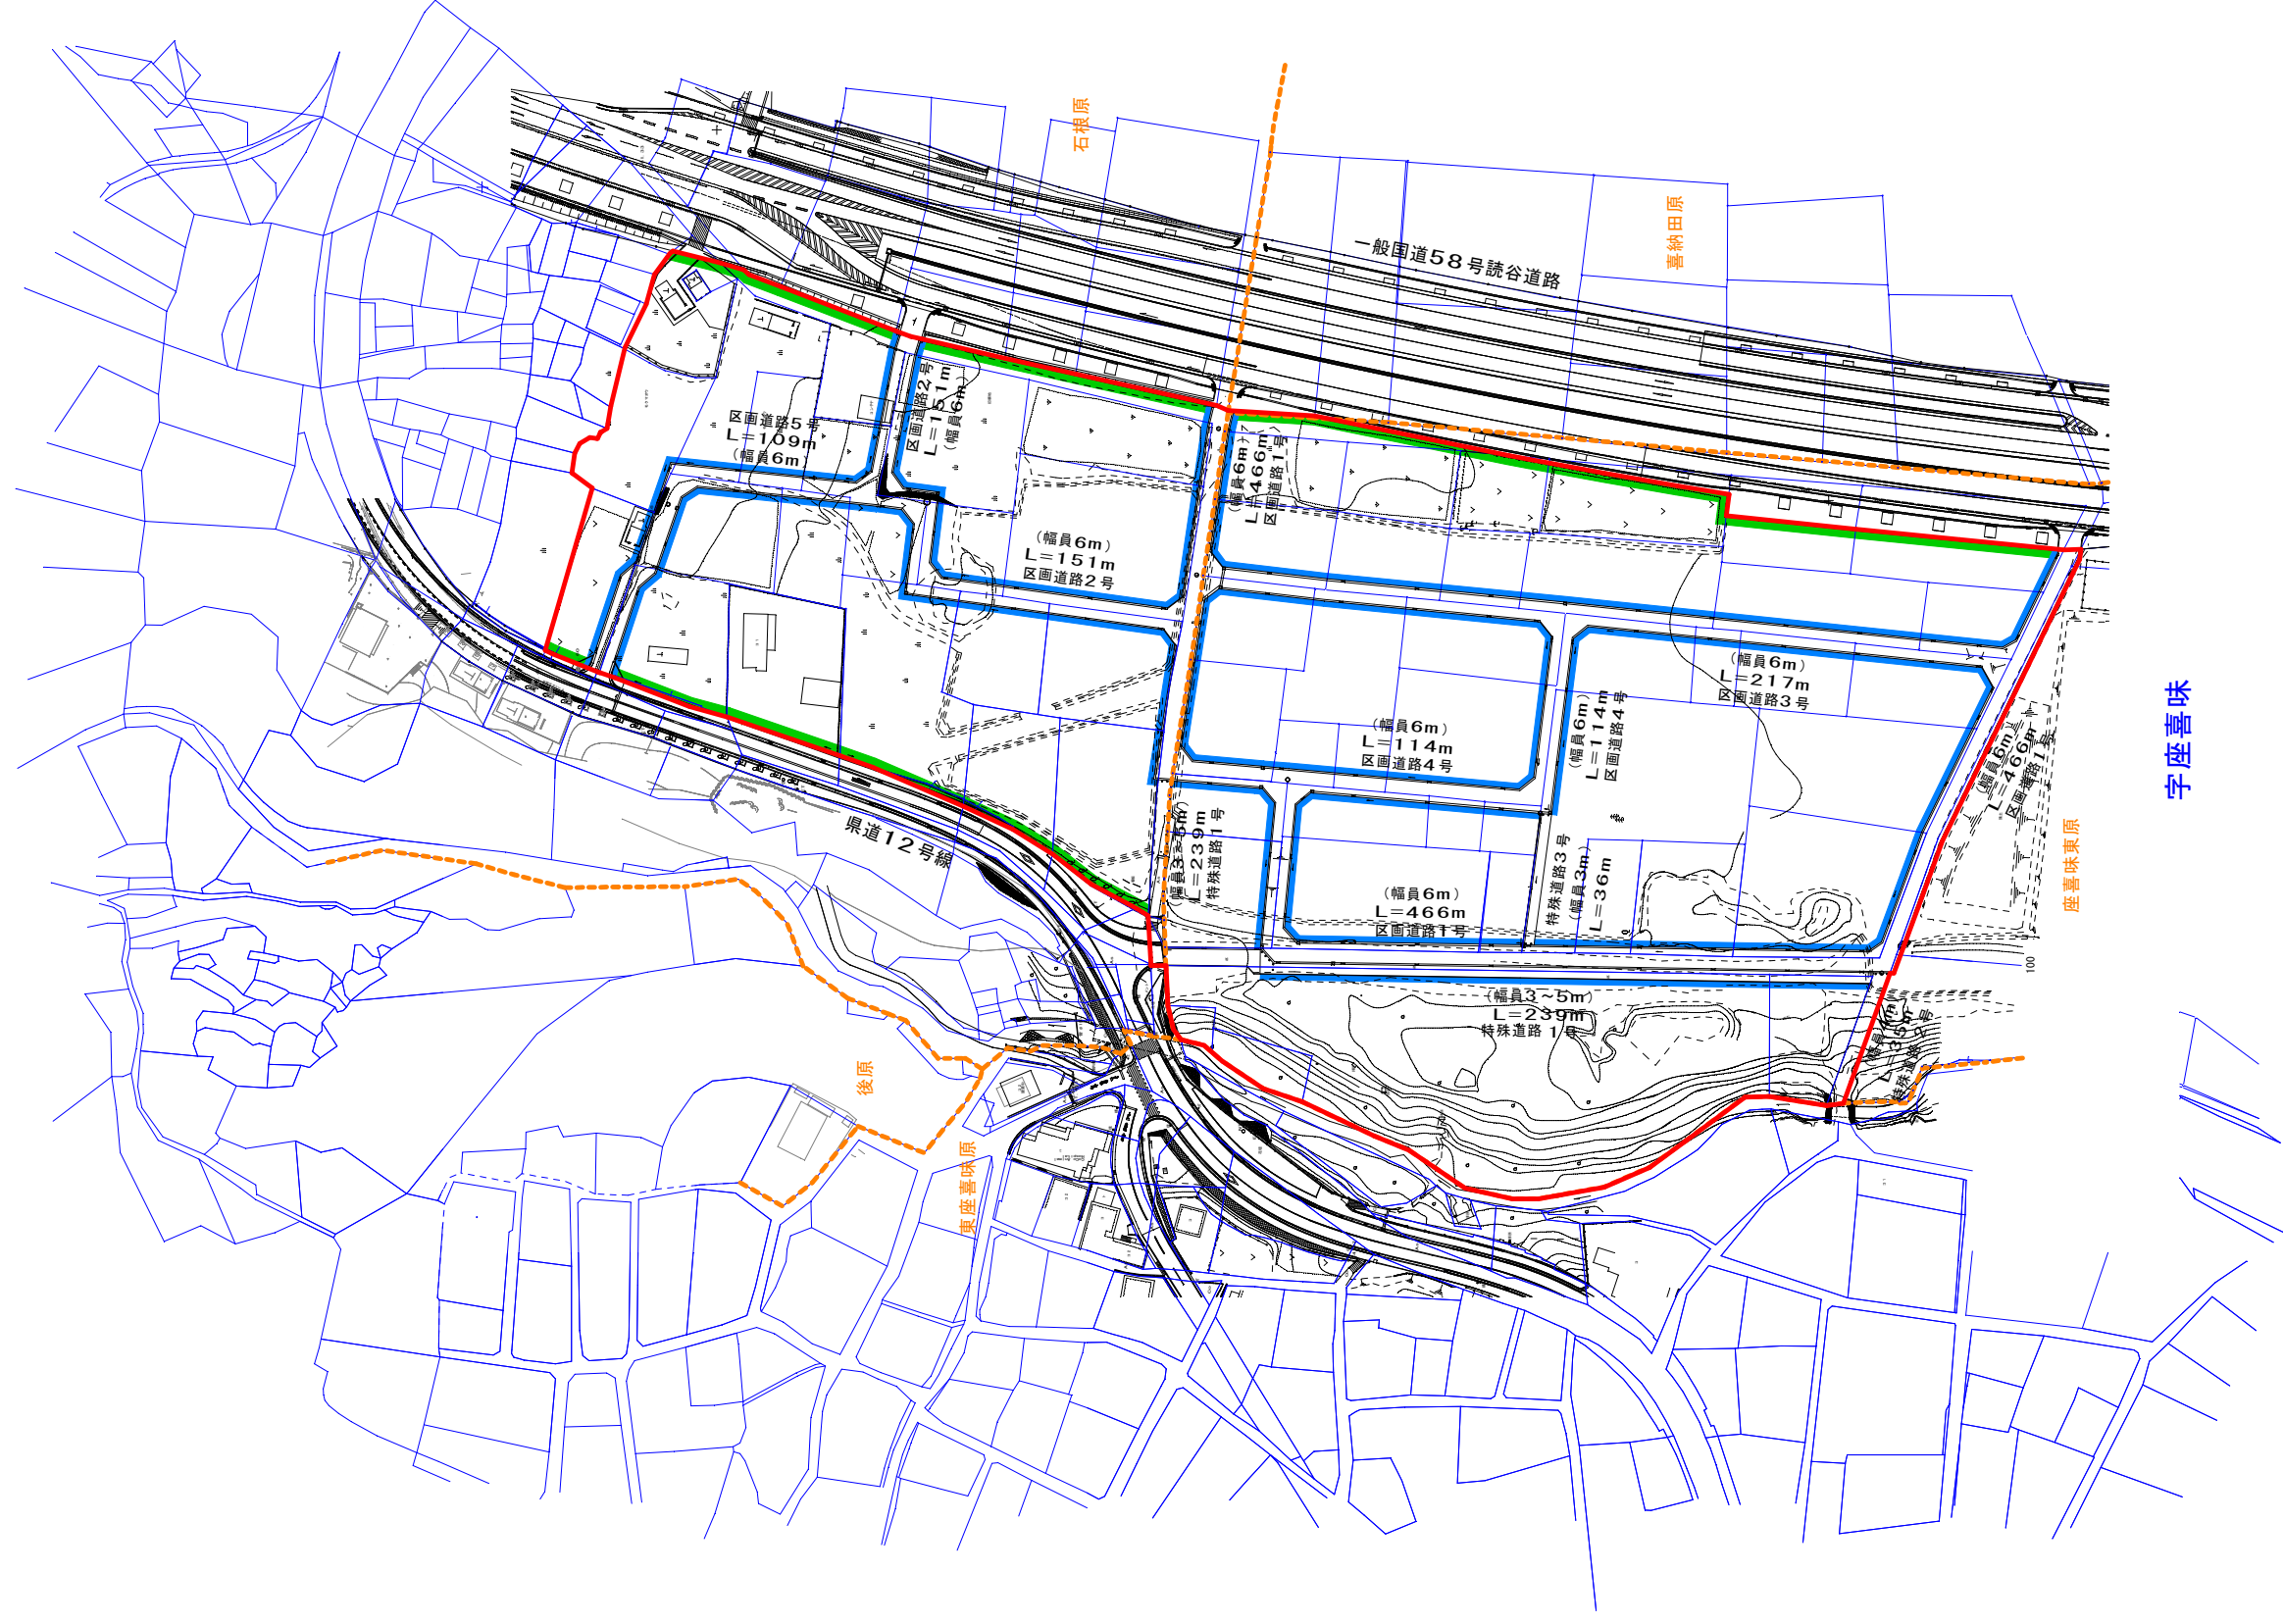 石根原
喜納田原
一般国道58号読谷道路
区画道路5号
L=109m
(幅員6m)
区画道路2号
L=151m
(幅員6m)
(幅員6m)
L=466m
区画道路1号
(幅員6m)
L=151m
区画道路2号
(幅員6m)
L=217m
区画道路3号
(幅員6m)
L=114m
区画道路4号
(幅員6m)
L=114m
区画道路4号
(幅員6m)
L=466m
区画道路1号
字座喜味
座喜味東原
県道12号線
(幅員3~5m)
L=239m
特殊道路1号
特殊道路3号
(幅員3m)
L=36m
(幅員6m)
L=466m
区画道路1号
100
(幅員3~5m)
L=239m
特殊道路1号
L=35m
特殊道路2号
後原
東座喜味原